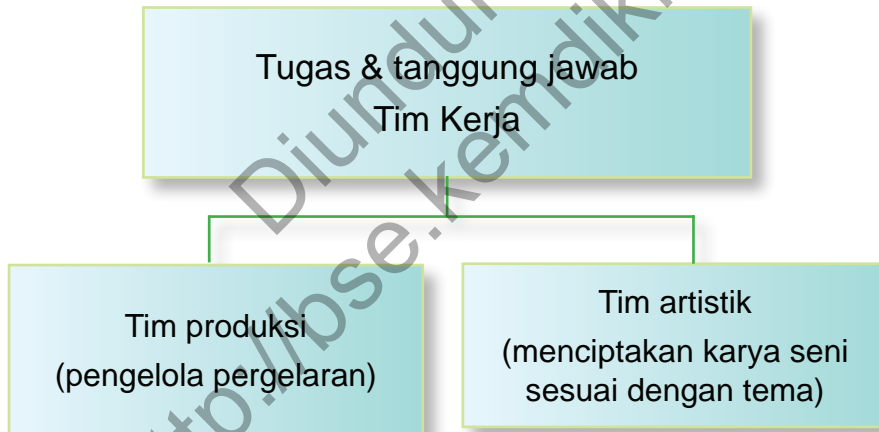 Tugas & tanggung jawab
Tim Kerja
Tim produksi
(pengelola pergelaran)
Tim artistik
(menciptakan karya seni
sesuai dengan tema)